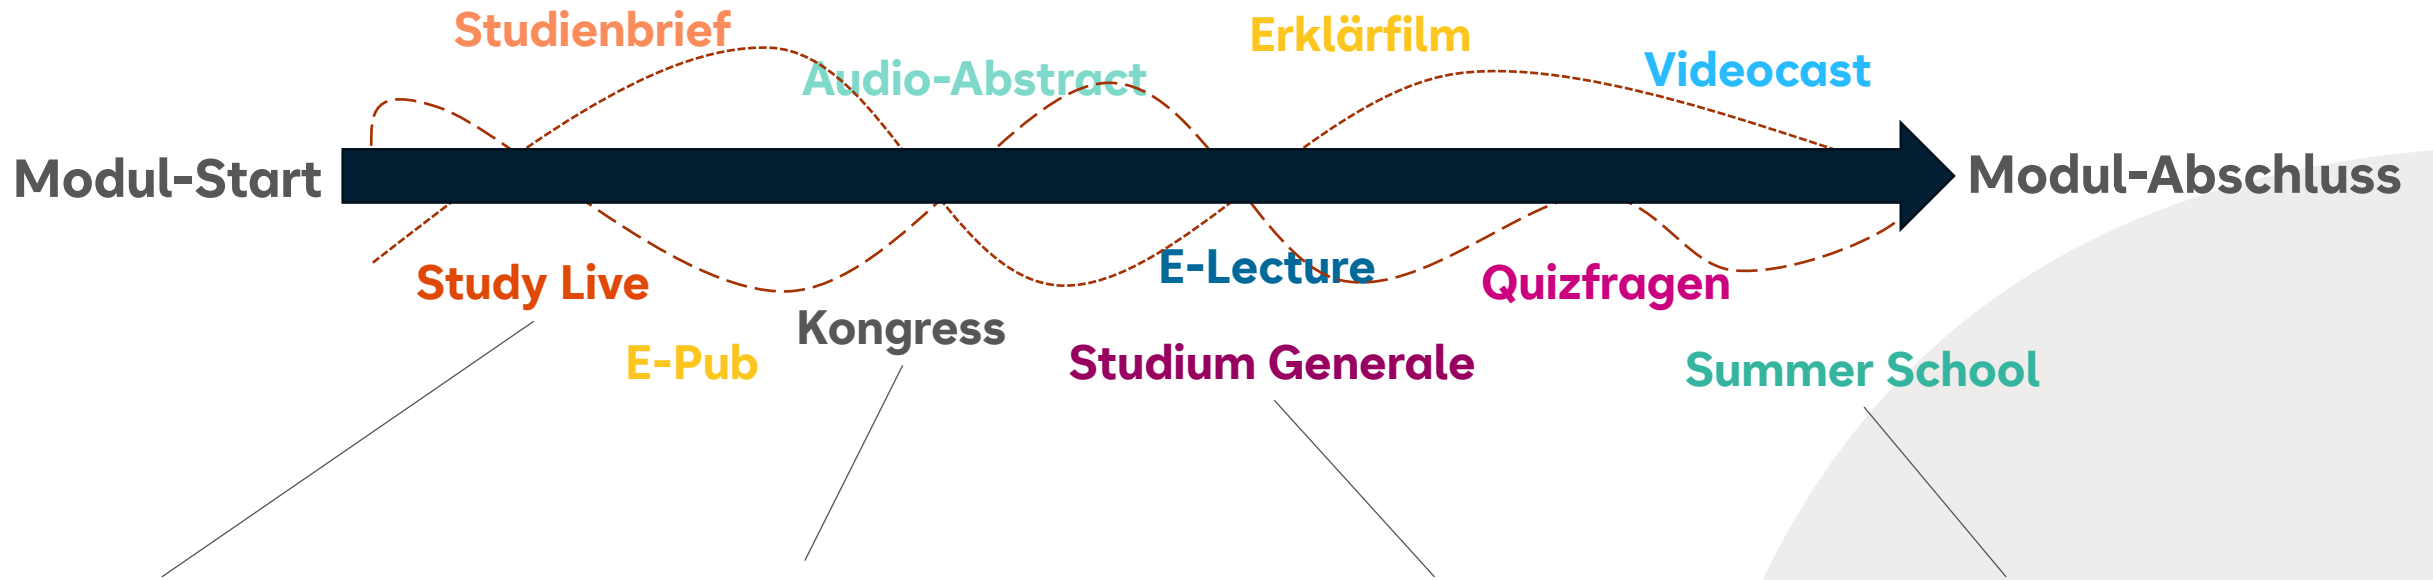 Studienbrief
Erklärfilm
Audio-Abstract
Videocast
Modul-Start
Modul-Abschluss
Study Live
E-Lecture
Quizfragen
Kongress
E-Pub
Studium Generale
Summer School